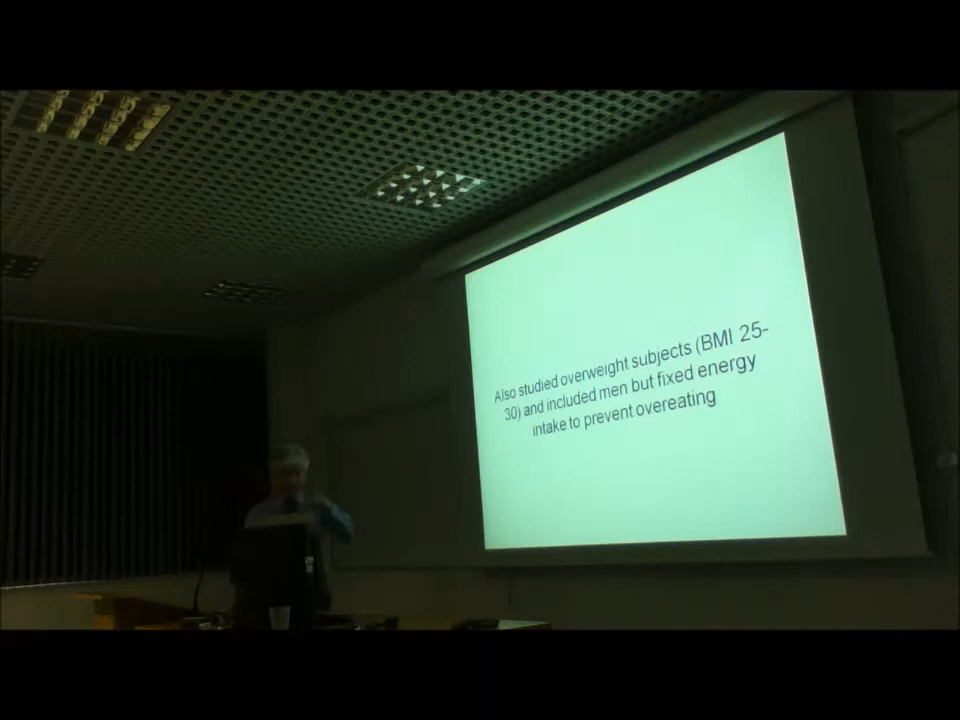 Also studied overweight subjects (BMI 25-
30) and included men but fixed energy
intake to prevent overeating